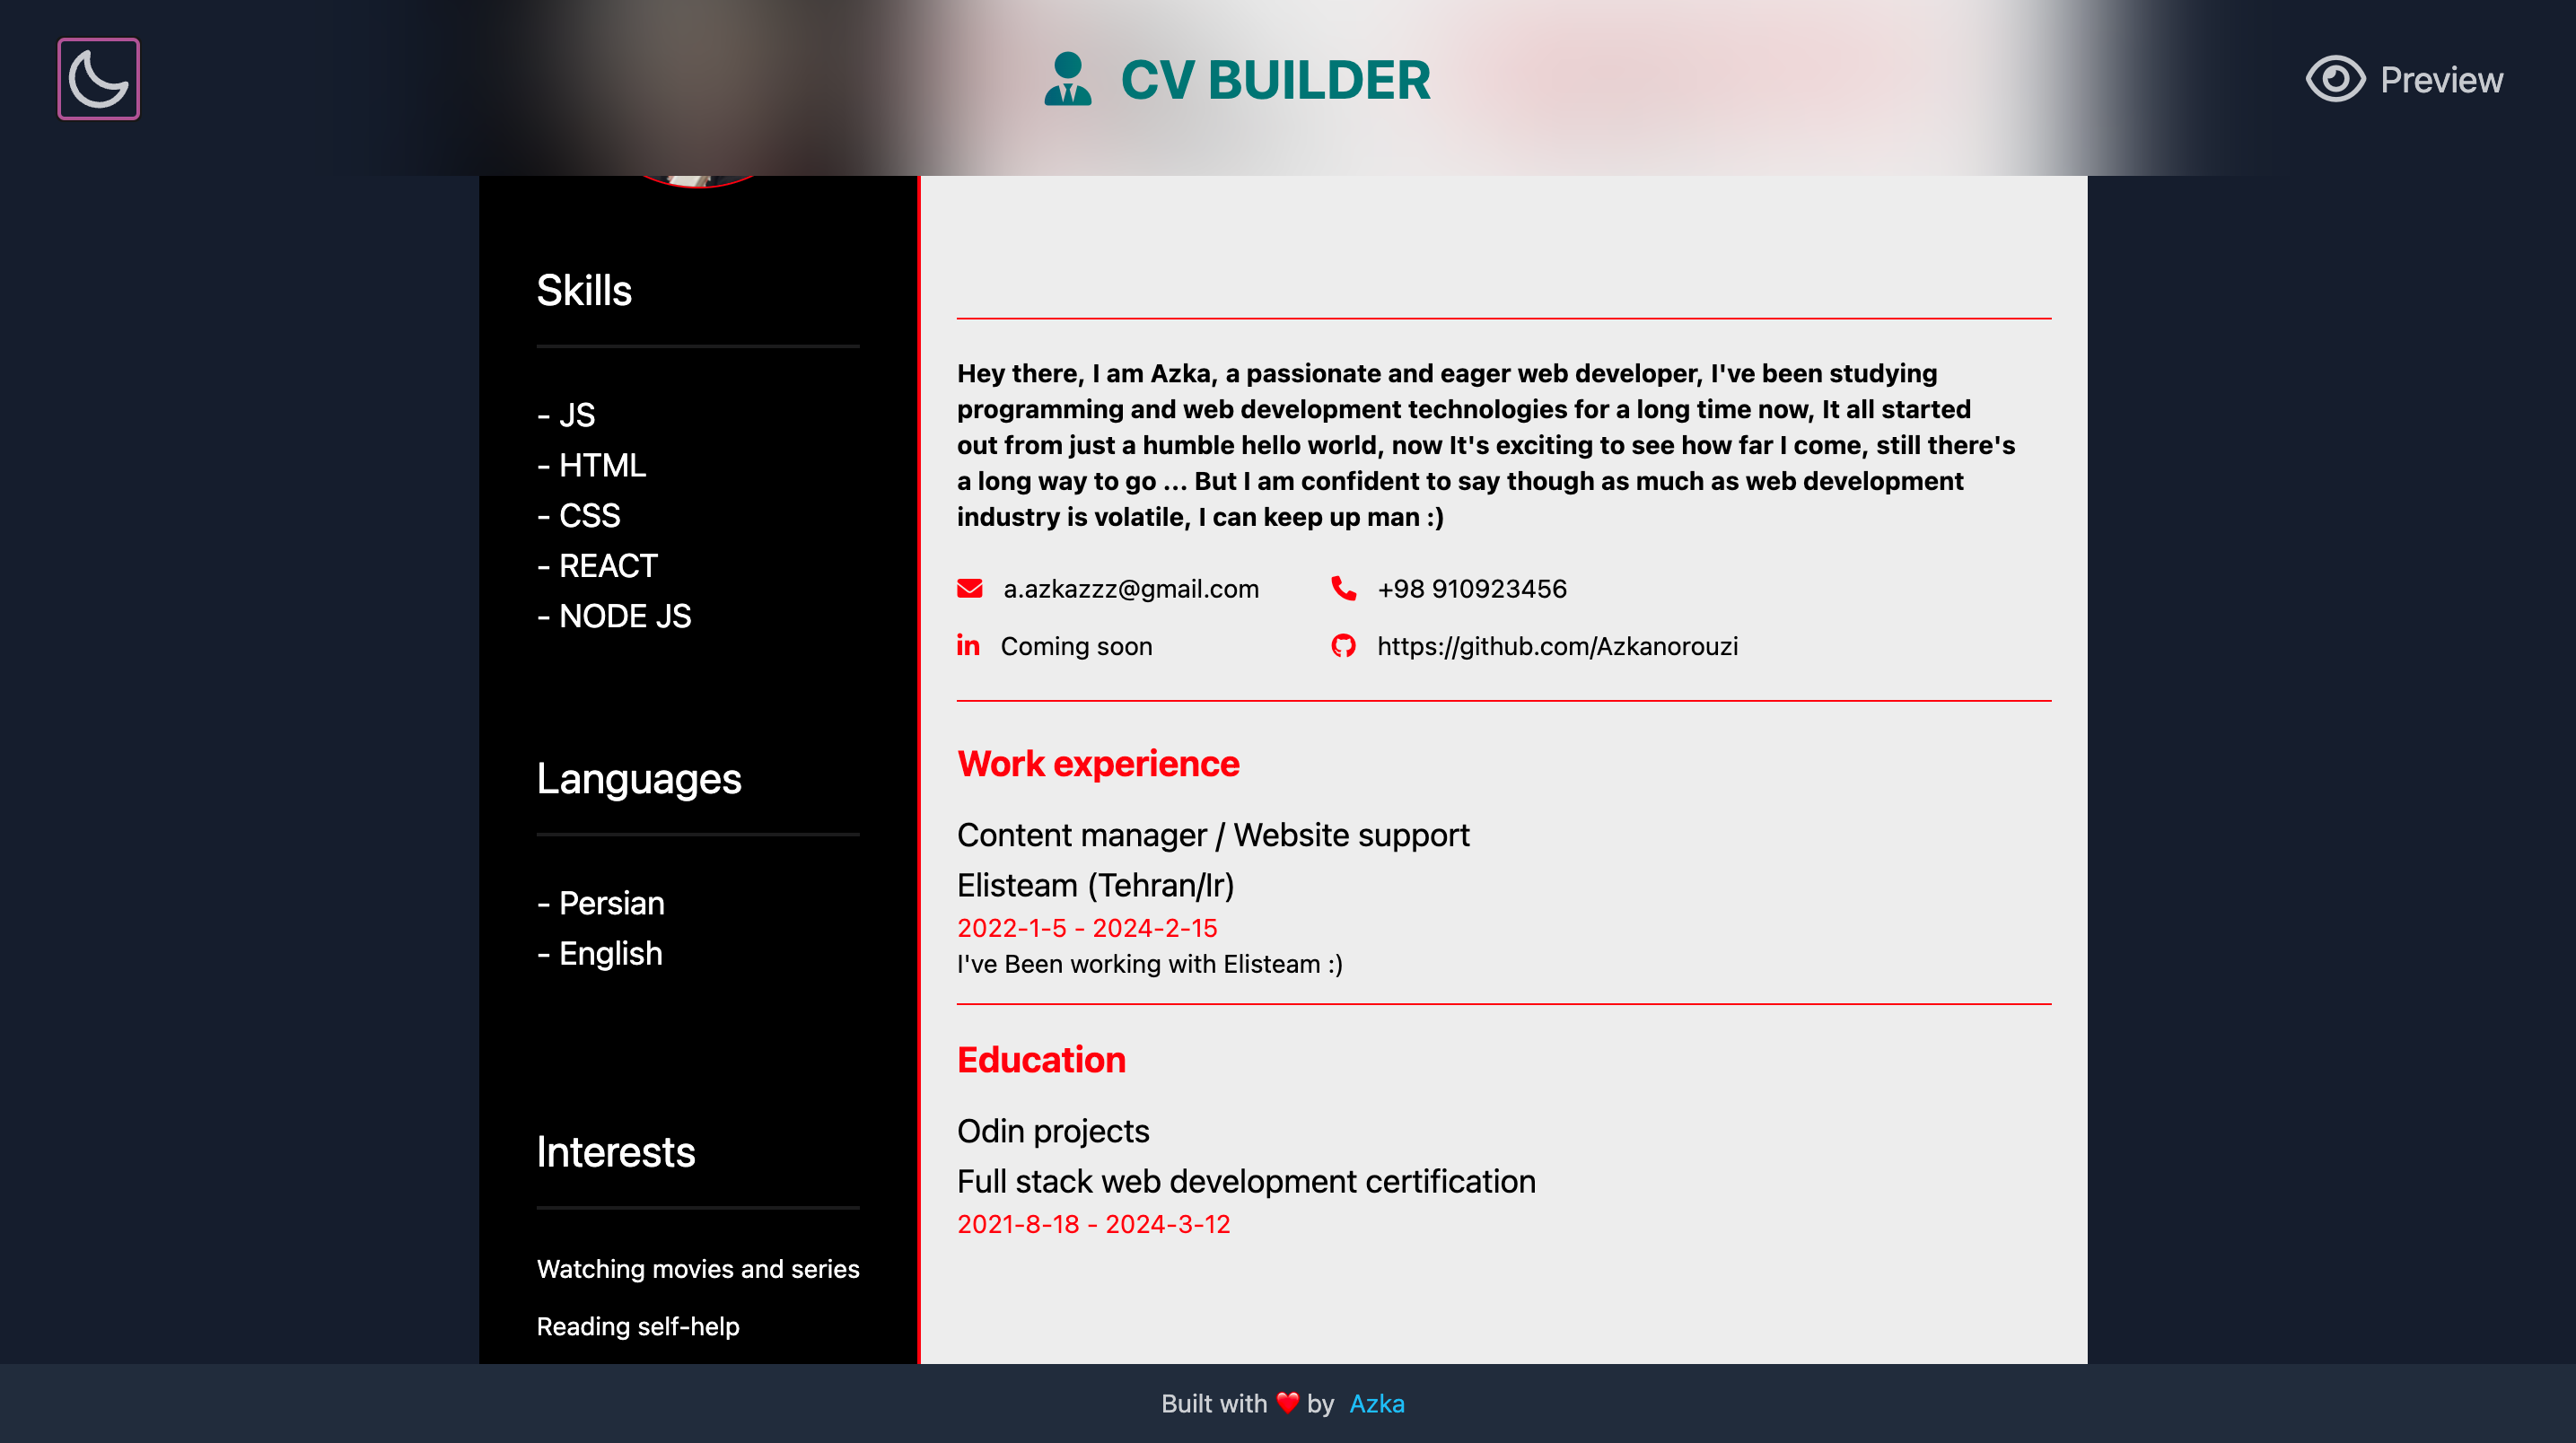 CV BUILDER
Preview
Skills
- JS
- HTML
- CSS
- REACT
- NODE JS
Languages
- Persian
- English
Interests
Watching movies and series
Reading self-help
Hey there, I am Azka, a passionate and eager web developer, I've been studying
programming and web development technologies for a long time now, It all started
out from just a humble hello world, now It's exciting to see how far I come, still there's
a long way to go ... But I am confident to say though as much as web development
industry is volatile, I can keep up man :)
a.azkazzz@gmail.com
+98 910923456
Coming soon
https://github.com/Azkanorouzi
Work experience
Content manager / Website support
Elisteam (Tehran/Ir)
2022-1-5 - 2024-2-15
I've Been working with Elisteam :)
Education
Odin projects
Full stack web development certification
2021-8-18 - 2024-3-12
Built with ❤️ by Azka